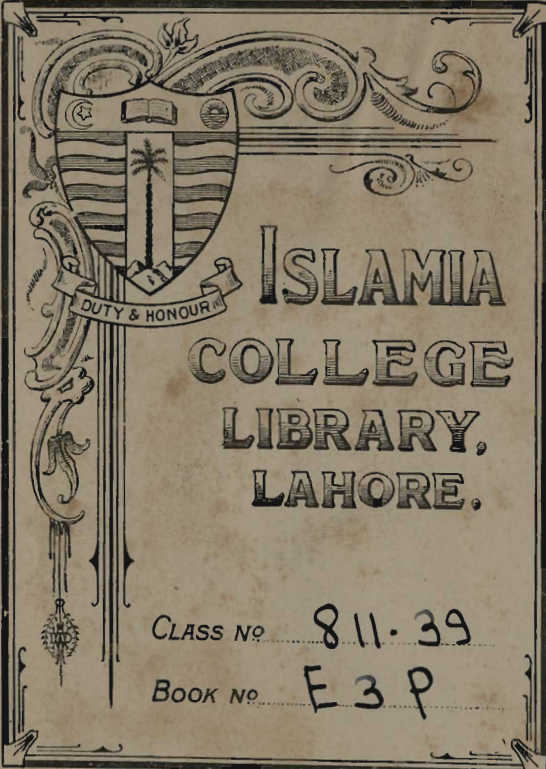 DUTY & HONOUR
ISLAMIA
COLLEGE
LIBRARY,
LAHORE.
CLASS No 811.39
BOOK No E3P